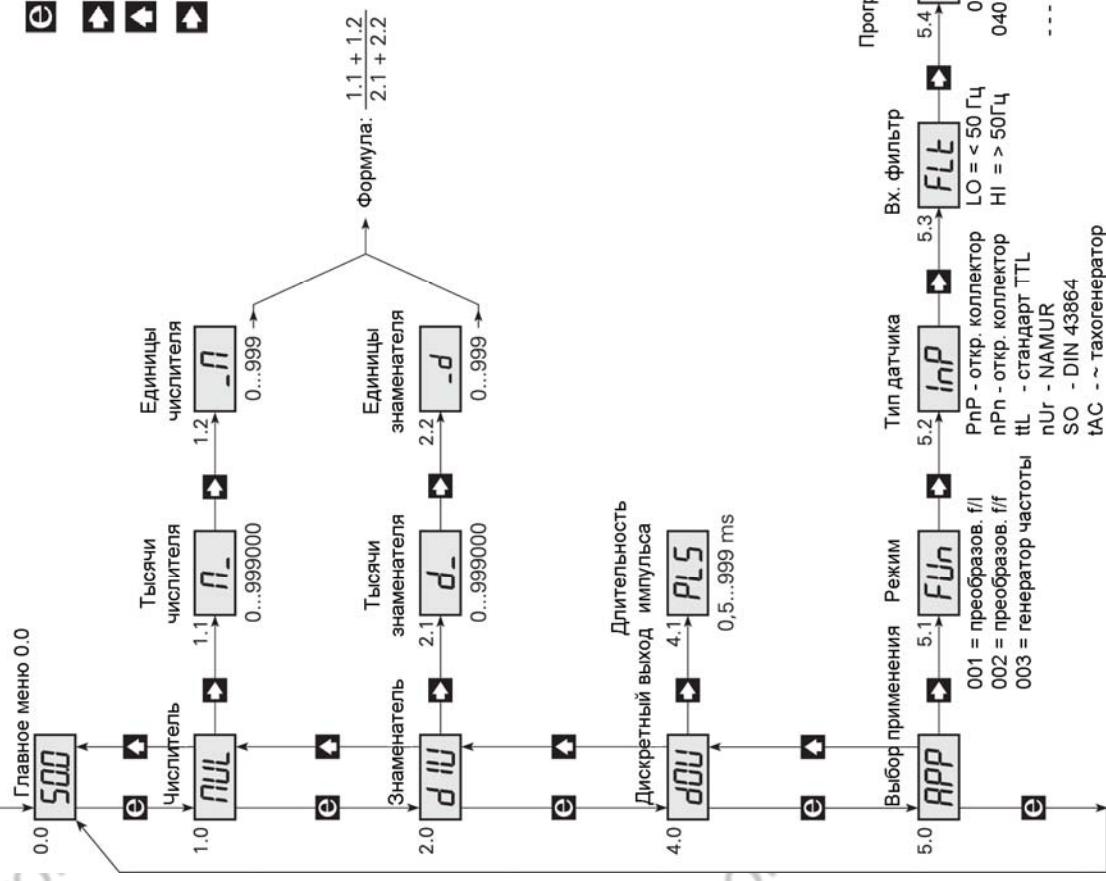 Главное меню 0.0
0.0
50.0
e
Числитель
1.0
nUL
Тысячи
числителя
1.1
n_
0...999000
Единицы
числителя
1.2
_n
0...999
e
Знаменатель
2.0
dIU
Тысячи
знаменателя
2.1
d_
0...999000
Единицы
знаменателя
2.2
_d
0...999
Формула: 1.1 + 1.2
2.1 + 2.2
e
Дискретный выход
4.0
dOU
Длительность
импульса
4.1
PLS
0,5...999 ms
e
Выбор применения
5.0
APP
e
Режим
5.1
FUn
001 = преобразов. f/I
002 = преобразов. f/f
003 = генератор частоты
Тип датчика
5.2
InP
PnP - откр. коллектор
nPn - откр. коллектор
ttL - стандарт TTL
nUr - NAMUR
SO - DIN 43864
tAC - ~ тахогенератор
Вх. фильтр
5.3
FLt
LO = < 50 Гц
HI = > 50Гц
Прогр
5.4
0
040
- - - -
e